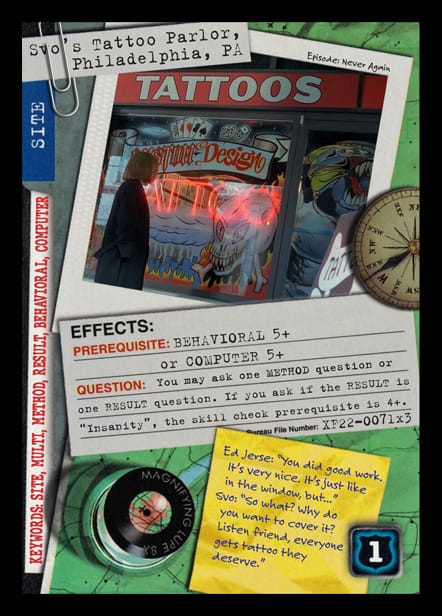 Svo's Tattoo Parlor,
Philadelphia, PA
Episode: Never Again
SITE
TATTOOS
Design
TATT
KEYWORDS: SITE, MULTI, METHOD, RESULT, BEHAVIORAL, COMPUTER
EFFECTS:
PREREQUISITE: BEHAVIORAL 5+
or COMPUTER 5+
QUESTION: You may ask one METHOD question or
one RESULT question. If you ask if the RESULT is
"Insanity", the skill check prerequisite is 4+.
Bureau File Number: XF22-0071x3
MAGNIFYING LUPE 8X
Ed Jerse: "You did good work.
It's very nice. It's just like
in the window, but..."
Svo: "So what? Why do
you want to cover it?
Listen friend, everyone
gets tattoo they
deserve."
1